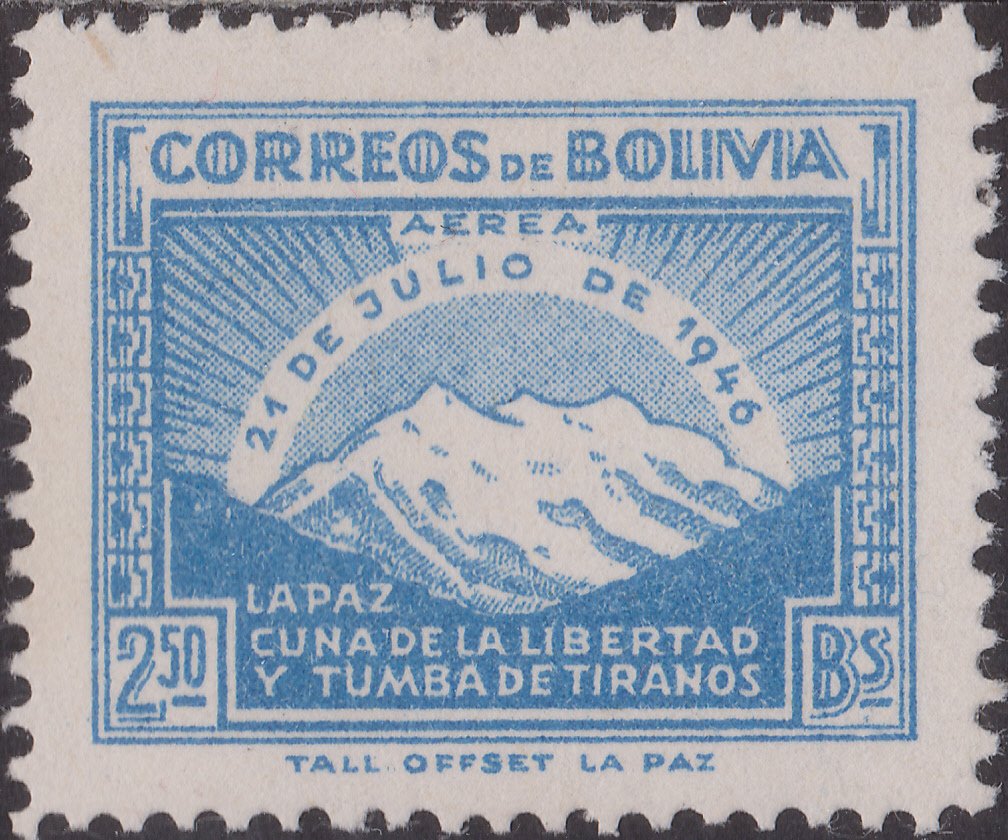 CORREOS DE BOLIVIA
AEREA
21 DE JULIO DE 1946
LA PAZ
CUNA DE LA LIBERTAD
Y TUMBA DE TIRANOS
2.50 Bs
TALL. OFFSET LA PAZ